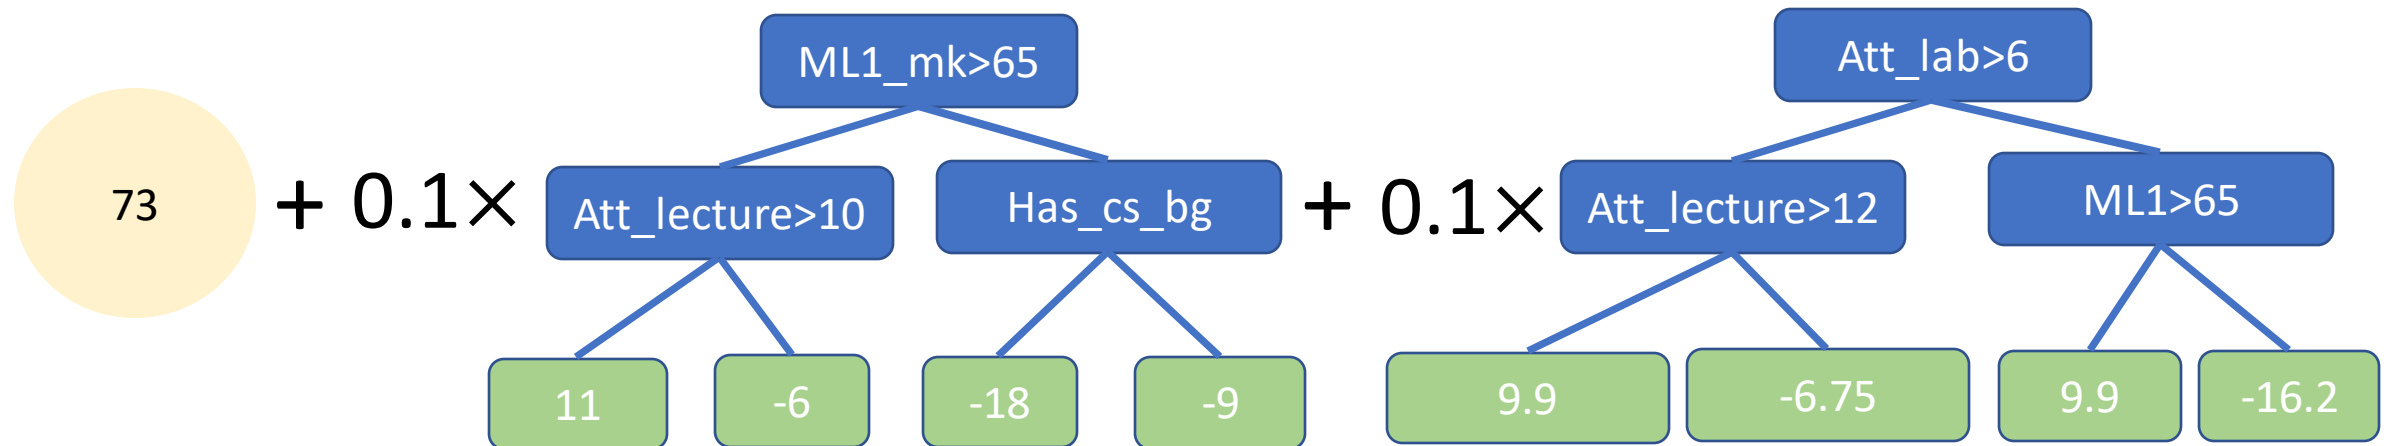 73
+ 0.1×
ML1_mk>65
Att_lecture>10
Has_cs_bg
11
-6
-18
-9
+ 0.1×
Att_lab>6
Att_lecture>12
ML1>65
9.9
-6.75
9.9
-16.2